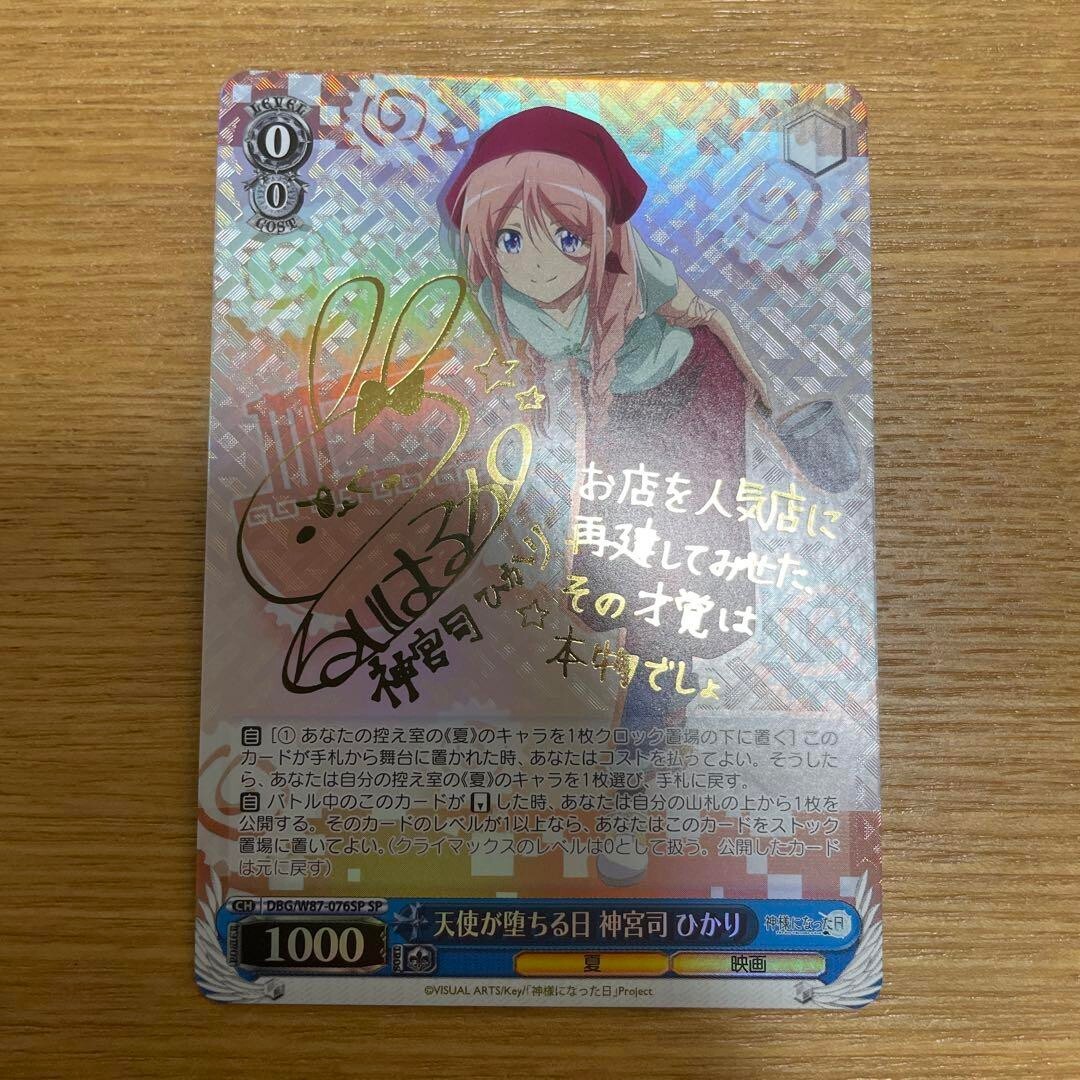 LEVEL
0
0
COST
お店を人気店に
再建してみせた、
その才覚は
本物でしょ
神宮司ひかり
自 [① あなたの控え室の《夏》のキャラを1枚クロック置場の下に置く] この
カードが手札から舞台に置かれた時、あなたはコストを払ってよい。そうした
ら、あなたは自分の控え室の《夏》のキャラを1枚選び、手札に戻す。
自 バトル中のこのカードが した時、あなたは自分の山札の上から1枚を
公開する。そのカードのレベルが1以上なら、あなたはこのカードをストック
置場に置いてよい。(クライマックスのレベルは0として扱う。公開したカード
は元に戻す)
CH DBG/W87-076SP SP
POWER 1000 SOUL
天使が堕ちる日 神宮司 ひかり
神様になった日
夏 映画
©VISUAL ARTS/Key/「神様になった日」Project